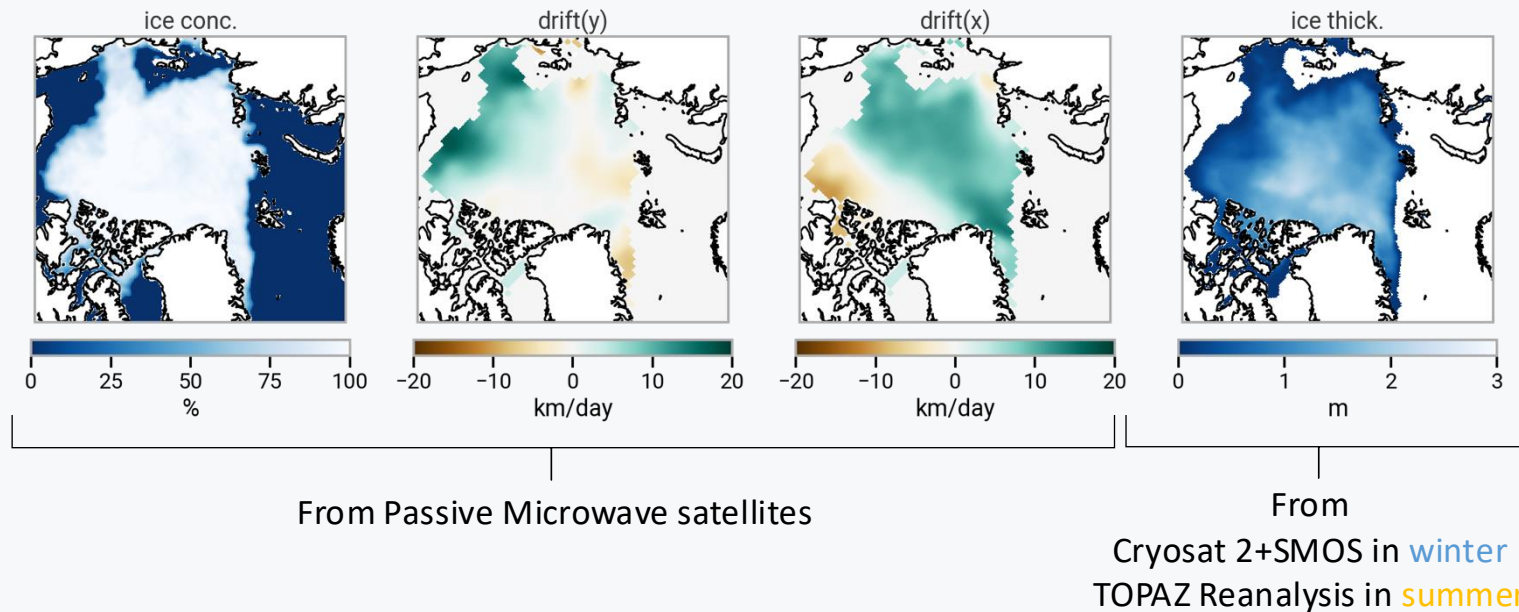 ice conc.
drift(y)
drift(x)
ice thick.
0 25 50 75 100
%
−20 −10 0 10 20
km/day
−20 −10 0 10 20
km/day
0 1 2 3
m
From Passive Microwave satellites
From
Cryosat 2+SMOS in winter
TOPAZ Reanalysis in summer